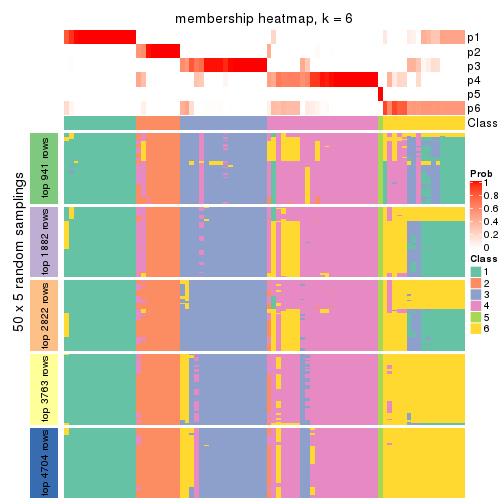 membership heatmap, k = 6
p1
p2
p3
p4
p5
p6
Class
50 x 5 random samplings
top 941 rows
top 1882 rows
top 2822 rows
top 3763 rows
top 4704 rows
Prob
1
0.8
0.6
0.4
0.2
0
Class
1
2
3
4
5
6